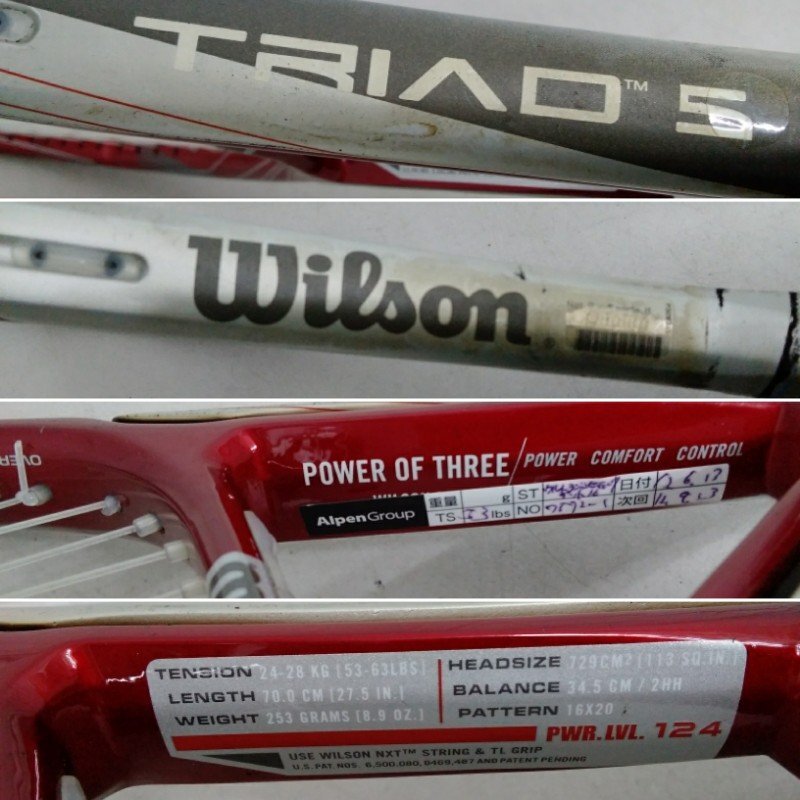 TRIAD™ 5
Wilson®
OVER
POWER OF THREE / POWER COMFORT CONTROL
AlpenGroup
重量 g ST 日付
TS 53 lbs NO 次回
TENSION 24-28 KG [53-63LBS]
LENGTH 70.0 CM [27.5 IN.]
WEIGHT 253 GRAMS [8.9 OZ.]
HEADSIZE 729CM² [113 SQ.IN.]
BALANCE 34.5 CM / 2HH
PATTERN 16X20
PWR.LVL. 124
USE WILSON NXT™ STRING & TL GRIP
U.S. PAT. NOS. 6,500,080, D469,487 AND PATENT PENDING